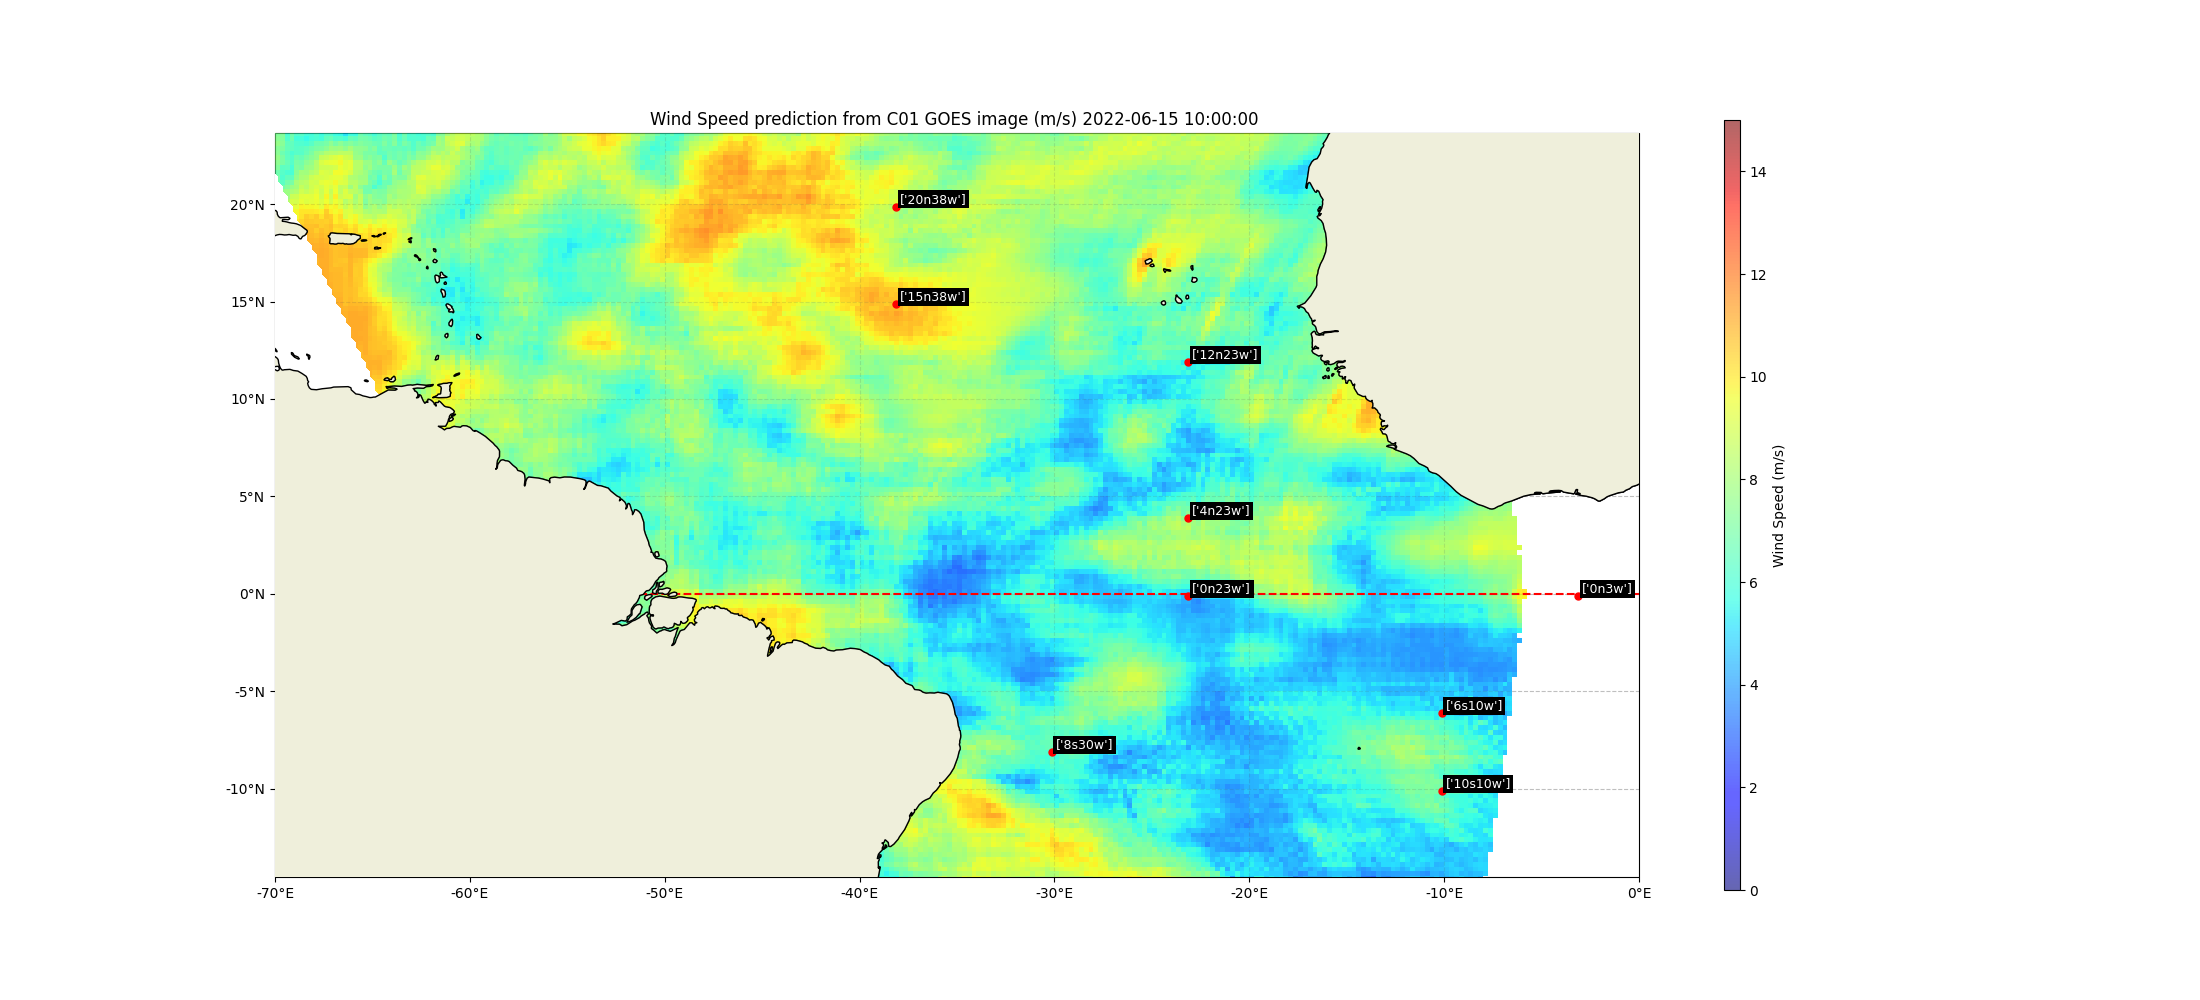 Wind Speed prediction from C01 GOES image (m/s) 2022-06-15 10:00:00
20°N
15°N
10°N
5°N
0°N
-5°N
-10°N
-70°E
-60°E
-50°E
-40°E
-30°E
-20°E
-10°E
0°E
['20n38w']
['15n38w']
['12n23w']
['4n23w']
['0n23w']
['0n3w']
['6s10w']
['8s30w']
['10s10w']
14
12
10
8
6
4
2
0
Wind Speed (m/s)